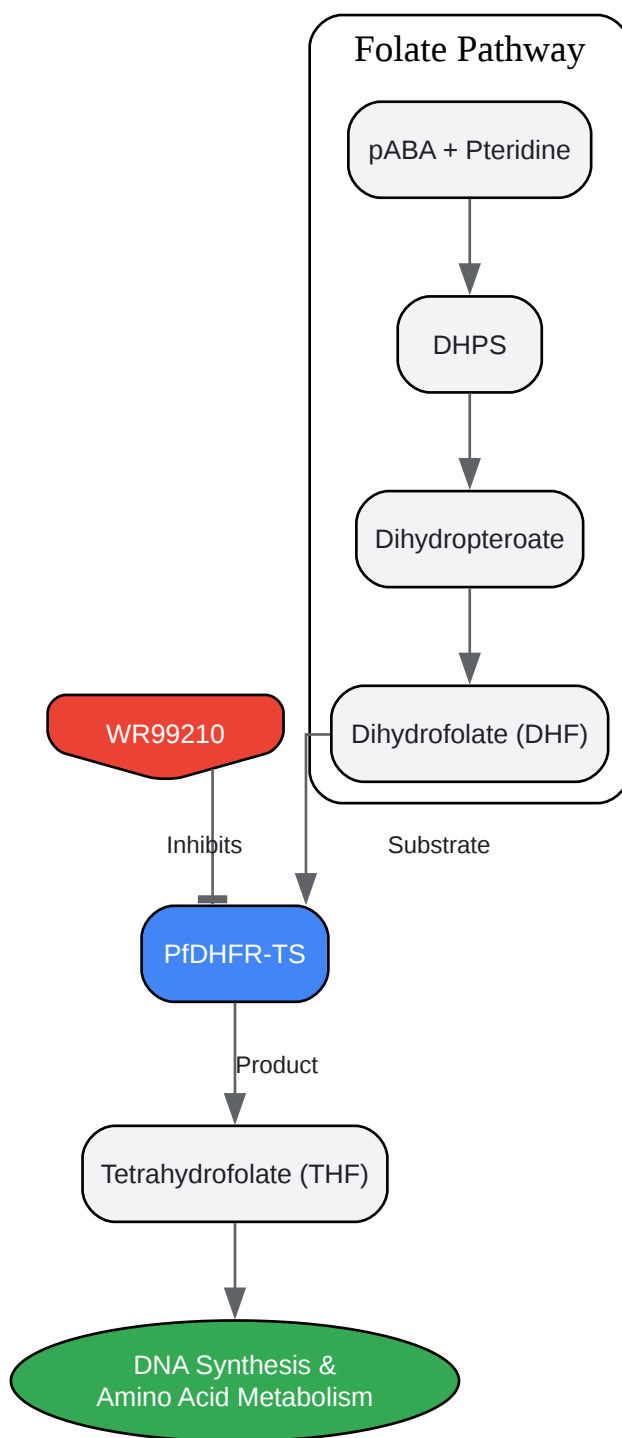 Folate Pathway
pABA + Pteridine
DHPS
Dihydropteroate
Dihydrofolate (DHF)
WR99210
Inhibits
Substrate
PfDHFR-TS
Product
Tetrahydrofolate (THF)
DNA Synthesis &
Amino Acid Metabolism